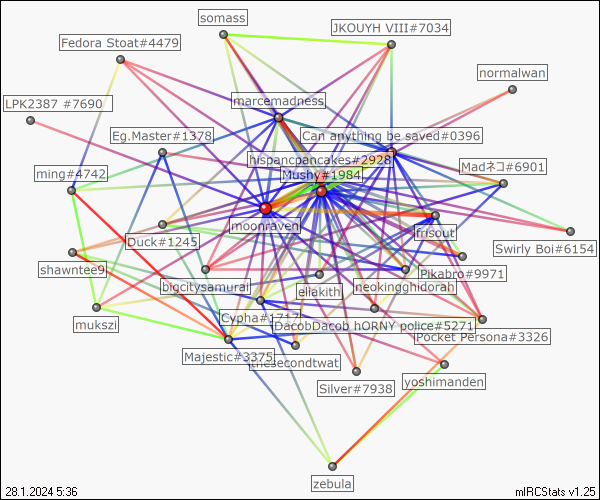 somass
JKOUYH VIII#7034
Fedora Stoat#4479
normalwan
LPK2387 #7690
marcemadness
Eg.Master#1378
Can anything be saved#0396
hispancpancakes#2928
Madネコ#6901
ming#4742
Mushy#1984
moonraven
frisout
Duck#1245
Swirly Boi#6154
shawntee9
Pikabro#9971
bigcitysamurai
eliakith
neokingghidorah
mukszi
Cypha#1717
DacobDacob hORNY police#5271
Pocket Persona#3326
Majestic#3375
thesecondtwat
Silver#7938
yoshimanden
zebula
28.1.2024 5:36
mIRCStats v1.25